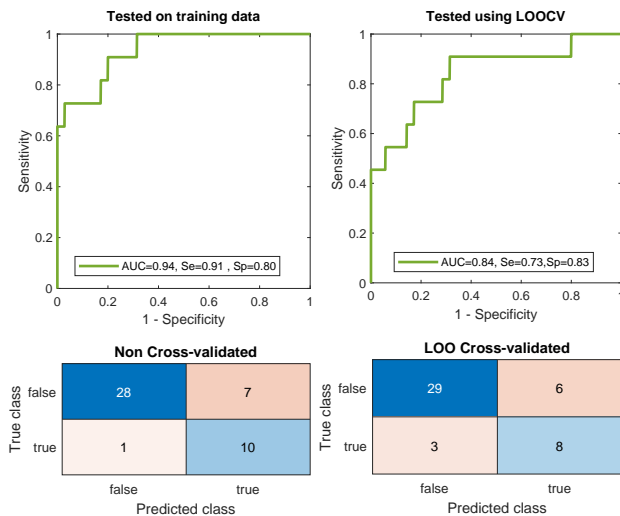 Tested on training data
1
0.8
0.6
0.4
0.2
0
0 0.2 0.4 0.6 0.8 1
Sensitivity
1 - Specificity
AUC=0.94, Se=0.91 , Sp=0.80
Tested using LOOCV
1
0.8
0.6
0.4
0.2
0
0 0.2 0.4 0.6 0.8 1
Sensitivity
1 - Specificity
AUC=0.84, Se=0.73,Sp=0.83
Non Cross-validated
True class
false 28 7
true 1 10
false true
Predicted class
LOO Cross-validated
True class
false 29 6
true 3 8
false true
Predicted class